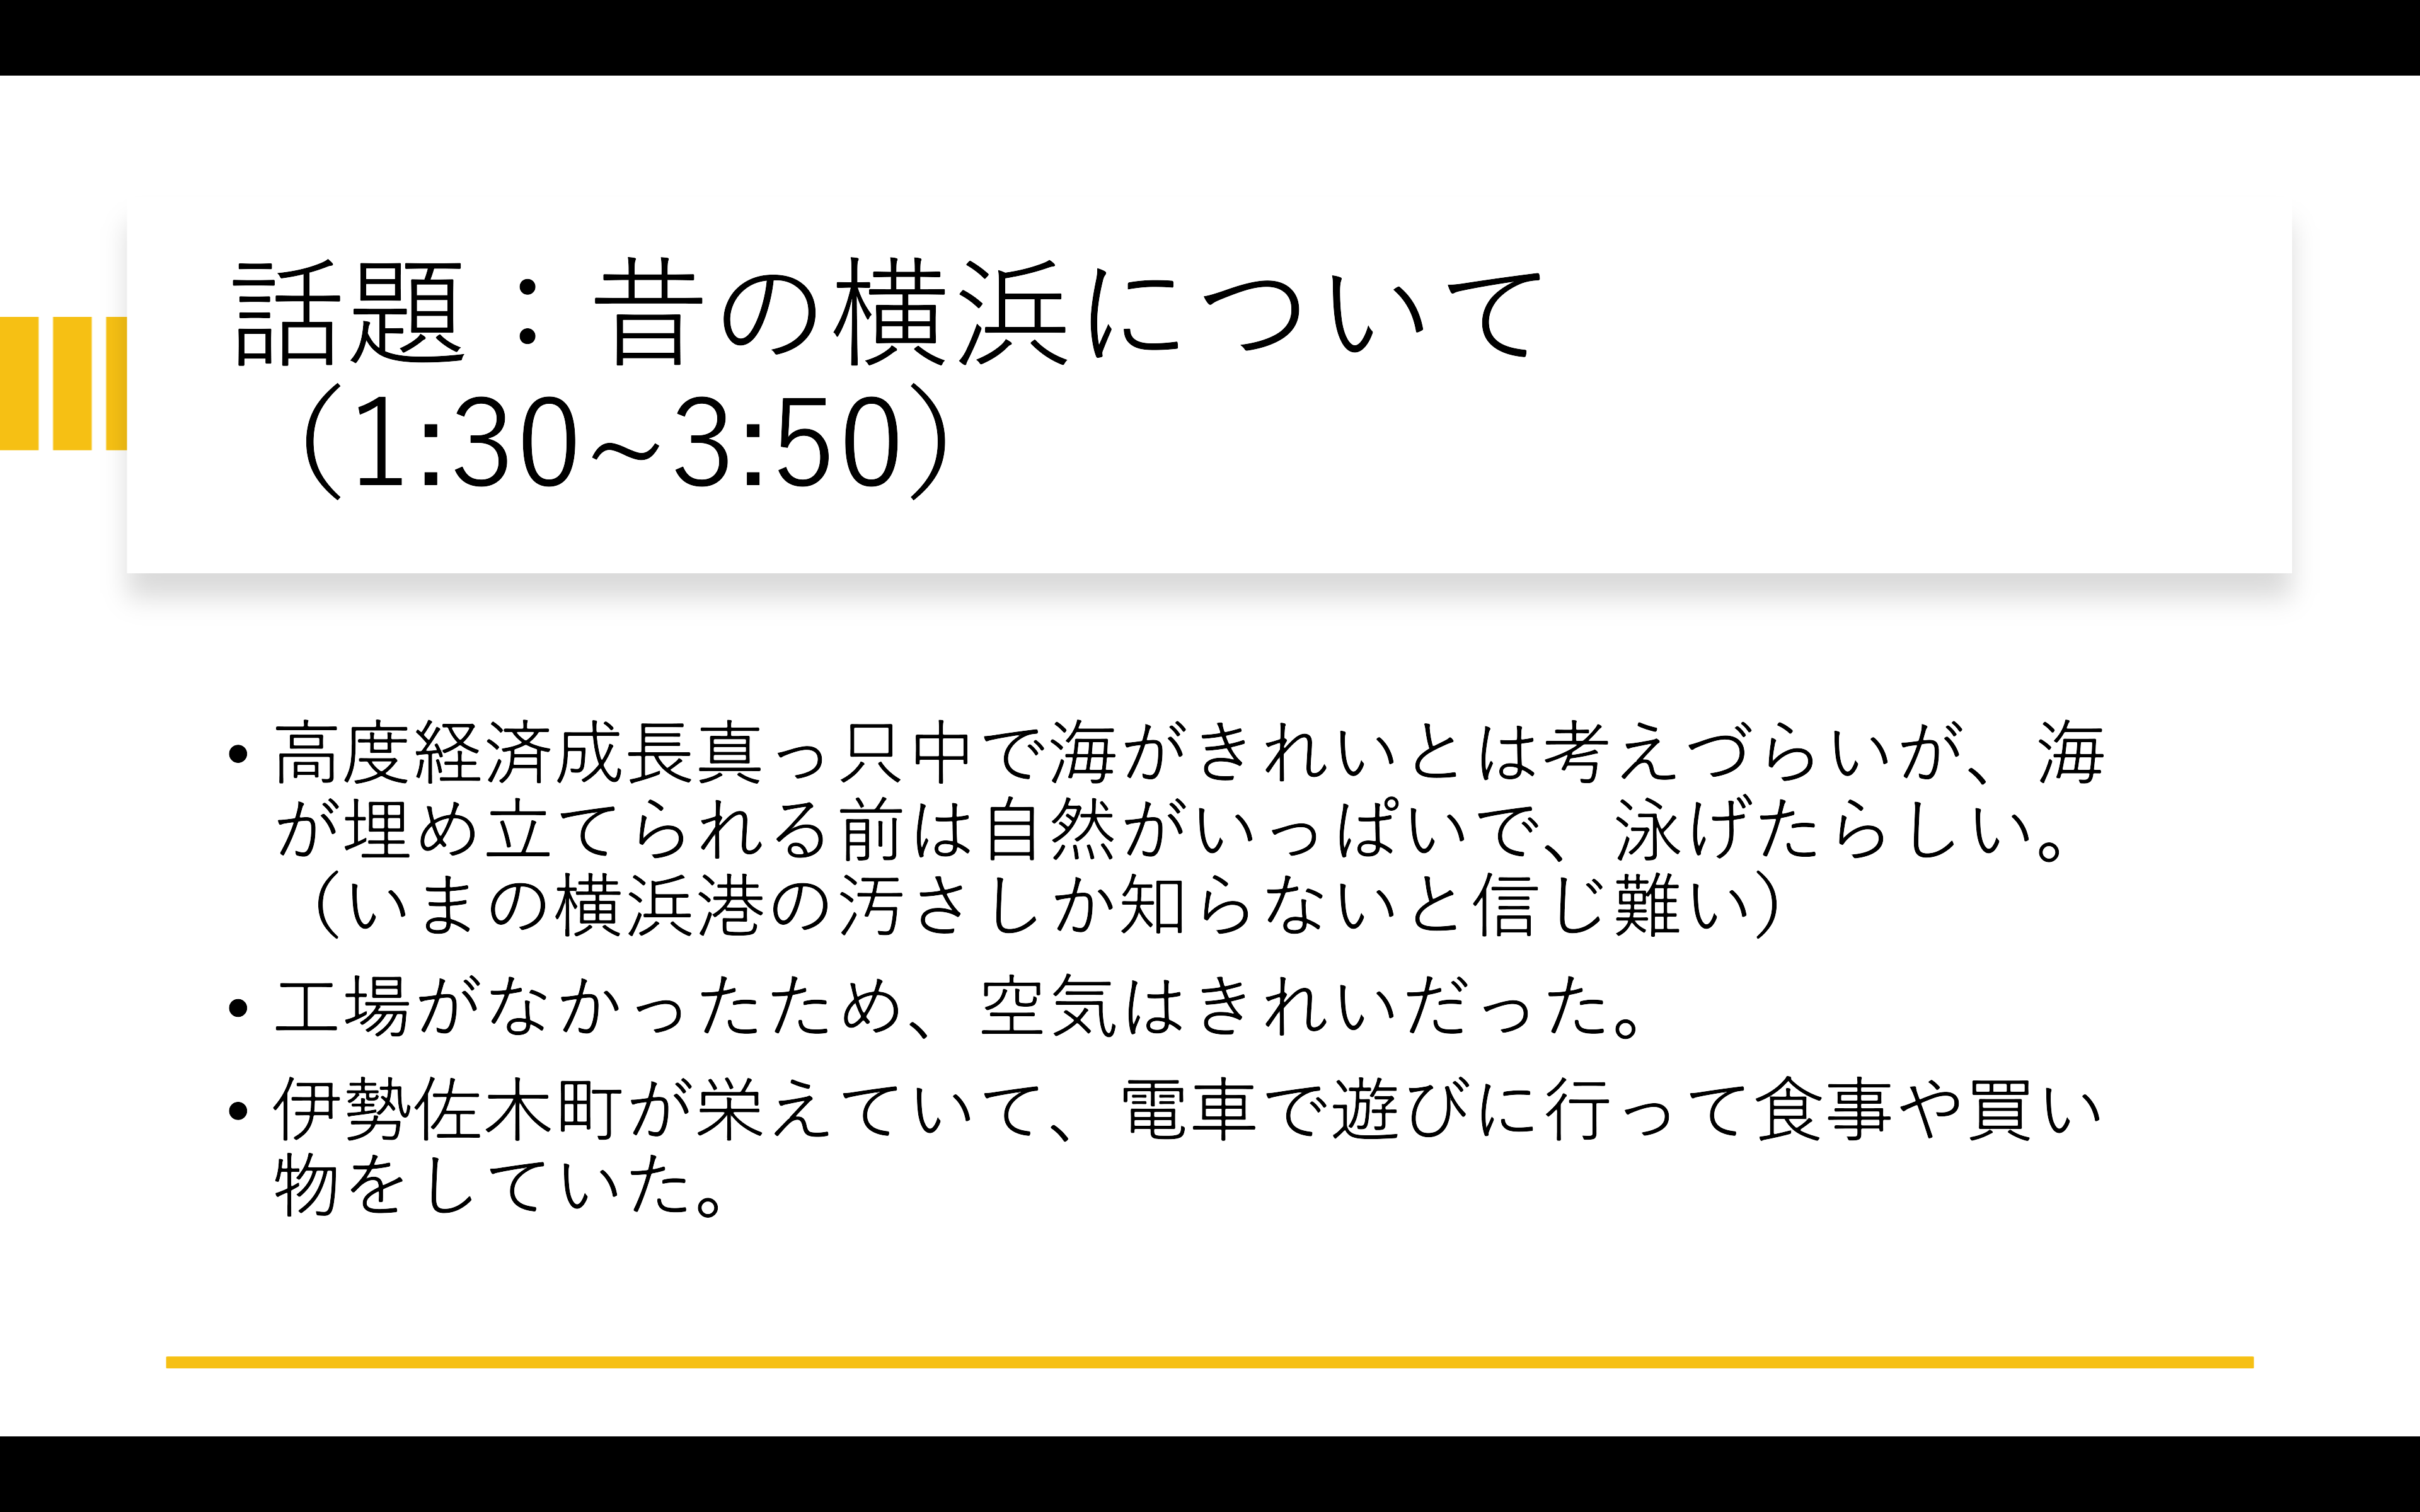 話題：昔の横浜について
（1:30~3:50）
• 高度経済成長真っ只中で海がきれいとは考えづらいが、海
が埋め立てられる前は自然がいっぱいで、泳げたらしい。
（いまの横浜港の汚さしか知らないと信じ難い）
• 工場がなかったため、空気はきれいだった。
• 伊勢佐木町が栄えていて、電車で遊びに行って食事や買い
物をしていた。